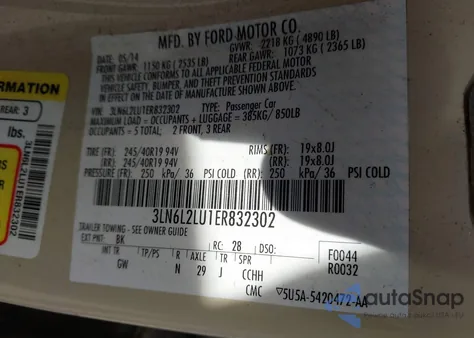 MFD. BY FORD MOTOR CO.
DATE: 05/14 GVWR: 2218 KG ( 4890 LB)
FRONT GAWR: 1150 KG ( 2535 LB) REAR GAWR: 1073 KG ( 2365 LB)
THIS VEHICLE CONFORMS TO ALL APPLICABLE FEDERAL MOTOR
VEHICLE SAFETY, BUMPER, AND THEFT PREVENTION STANDARDS
IN EFFECT ON THE DATE OF MANUFACTURE SHOWN ABOVE.
VIN: 3LN6L2LU1ER832302 TYPE: Passenger Car
MAXIMUM LOAD = OCCUPANTS + LUGGAGE = 385KG / 850LB
OCCUPANTS = 5 TOTAL; 2 FRONT, 3 REAR
TIRE (FR): 245/40R19 94V RIMS (FR): 19x8.0J
(RR): 245/40R19 94V (RR): 19x8.0J
PRESSURE (FR): 250 kPa/ 36 PSI COLD (RR): 250 kPa/ 36 PSI COLD
3LN6L2LU1ER832302
TRAILER TOWING - SEE OWNER GUIDE
EXT PNT: BK RC: 28 DSO: F0044
INT TR TP/PS R AXLE TR SPR R0032
GW N 29 J CCHH
CMC 5U5A-5420472-AA
FORMATION
REAR: 3
lbs.
3LN6L2LU1ER832302
autoSnap